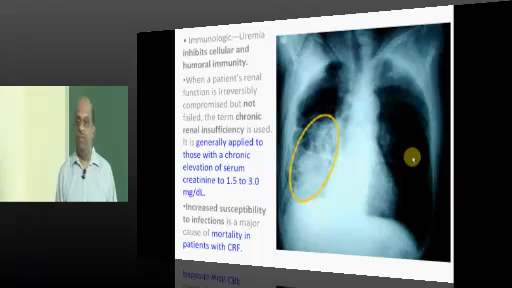 • Immunologic—Uremia
inhibits cellular and
humoral immunity.
•When a patient's renal
function is irreversibly
compromised but not
failed, the term chronic
renal insufficiency is used.
It is generally applied to
those with a chronic
elevation of serum
creatinine to 1.5 to 3.0
mg/dL.
•Increased susceptibility
to infections is a major
cause of mortality in
patients with CRF.